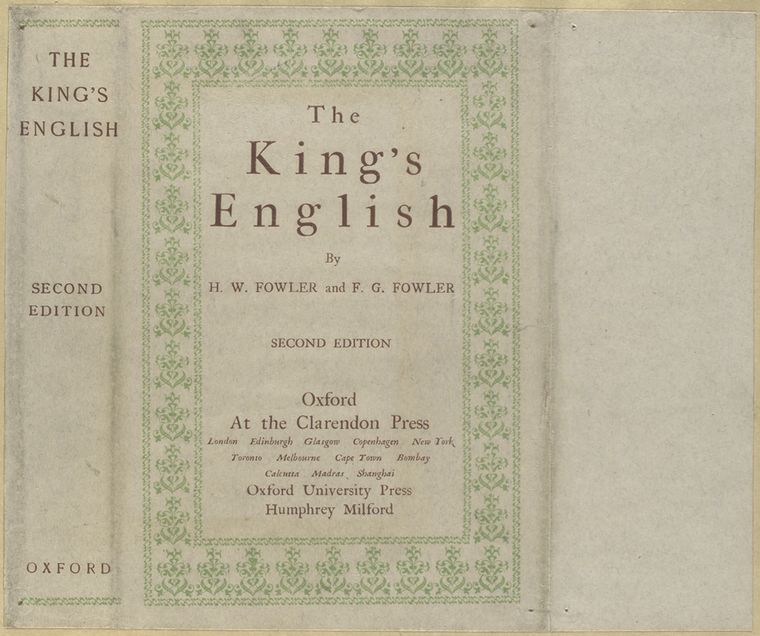 THE
KING'S
ENGLISH
SECOND
EDITION
OXFORD
The
King's
English
By
H. W. FOWLER and F. G. FOWLER
SECOND EDITION
Oxford
At the Clarendon Press
London Edinburgh Glasgow Copenhagen New York
Toronto Melbourne Cape Town Bombay
Calcutta Madras Shanghai
Oxford University Press
Humphrey Milford